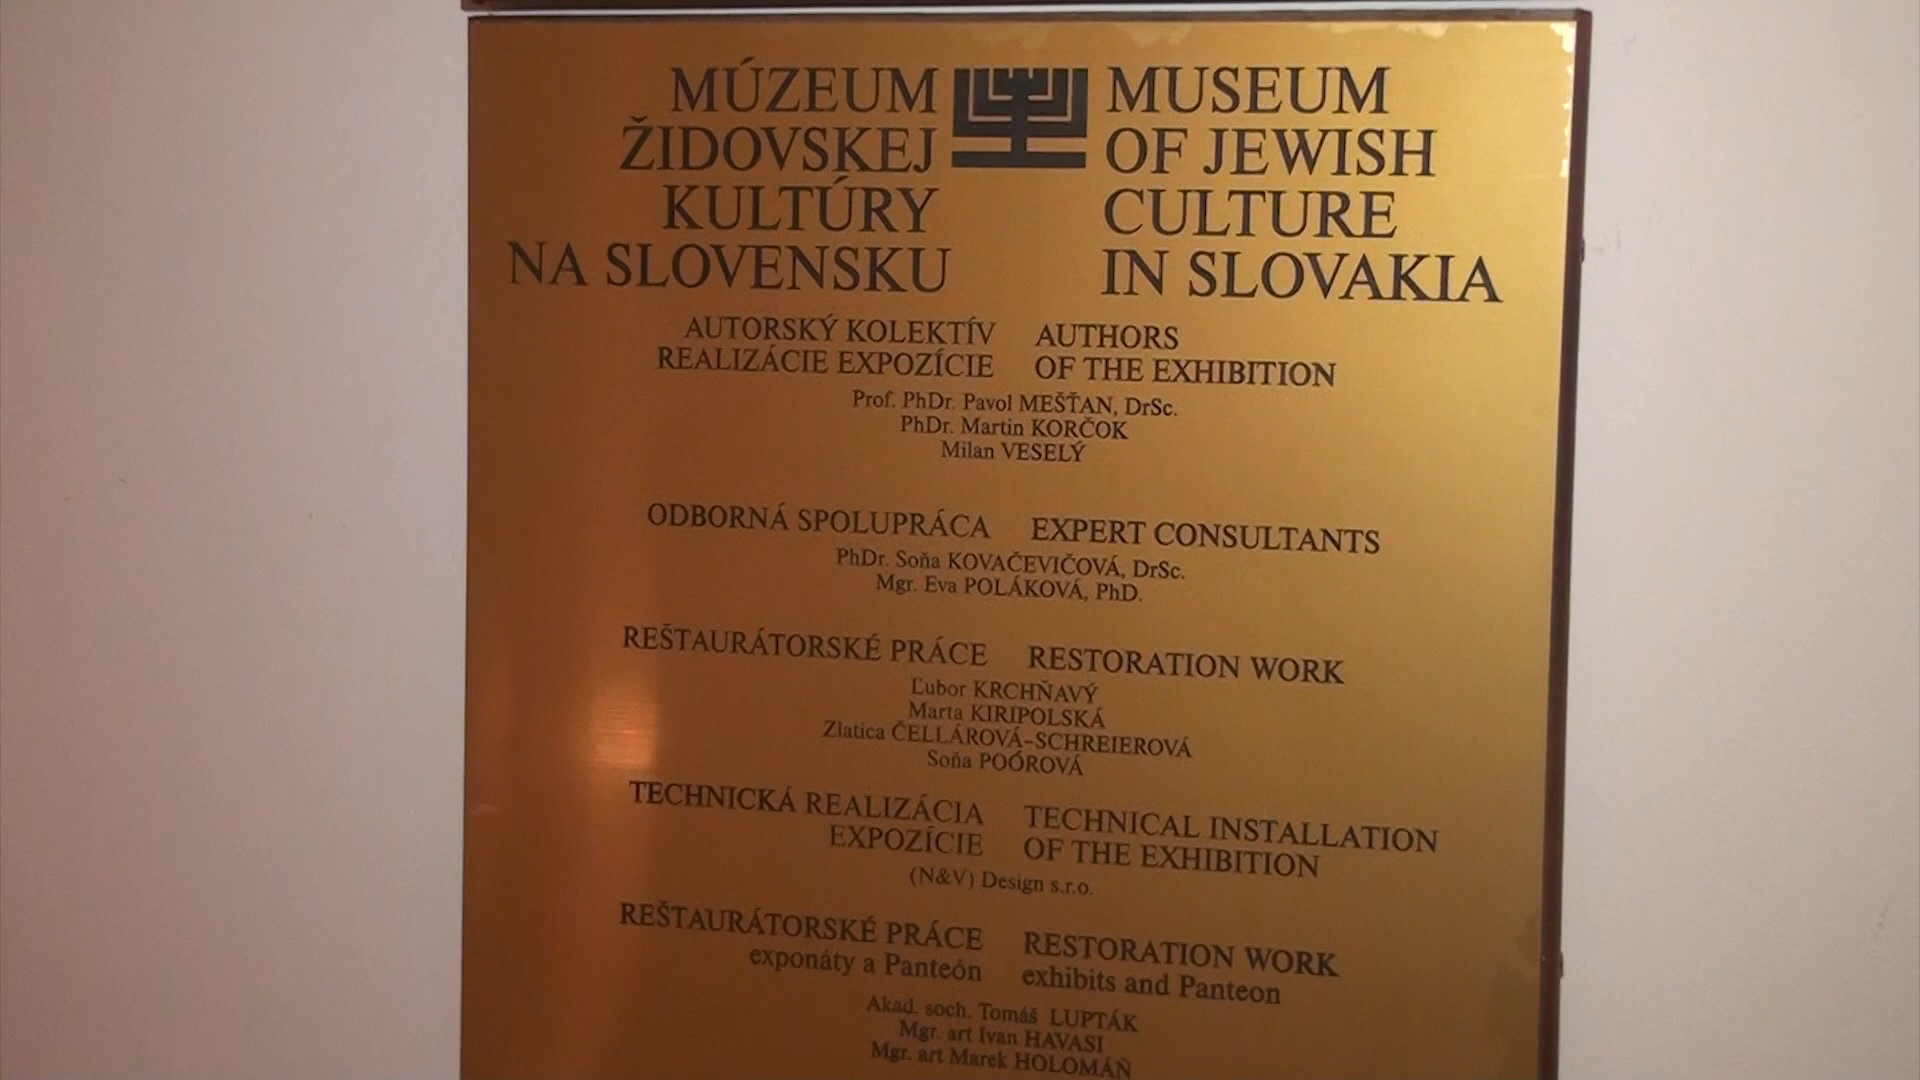 MÚZEUM
ŽIDOVSKEJ
KULTÚRY
NA SLOVENSKU
MUSEUM
OF JEWISH
CULTURE
IN SLOVAKIA
AUTORSKÝ KOLEKTÍV
REALIZÁCIE EXPOZÍCIE
AUTHORS
OF THE EXHIBITION
Prof. PhDr. Pavol MEŠŤAN, DrSc.
PhDr. Martin KORČOK
Milan VESELÝ
ODBORNÁ SPOLUPRÁCA
EXPERT CONSULTANTS
PhDr. Soňa KOVAČEVIČOVÁ, DrSc.
Mgr. Eva POLÁKOVÁ, PhD.
REŠTAURÁTORSKÉ PRÁCE
RESTORATION WORK
Ľubor KRCHŇAVÝ
Marta KIRIPOLSKÁ
Zlatica ČELLÁROVÁ-SCHREIEROVÁ
Soňa POÓROVÁ
TECHNICKÁ REALIZÁCIA
EXPOZÍCIE
TECHNICAL INSTALLATION
OF THE EXHIBITION
(N&V) Design s.r.o.
REŠTAURÁTORSKÉ PRÁCE
exponáty a Panteón
RESTORATION WORK
exhibits and Panteon
Akad. soch. Tomáš LUPTÁK
Mgr. art Ivan HAVASI
Mgr. art Marek HOLOMÁŇ